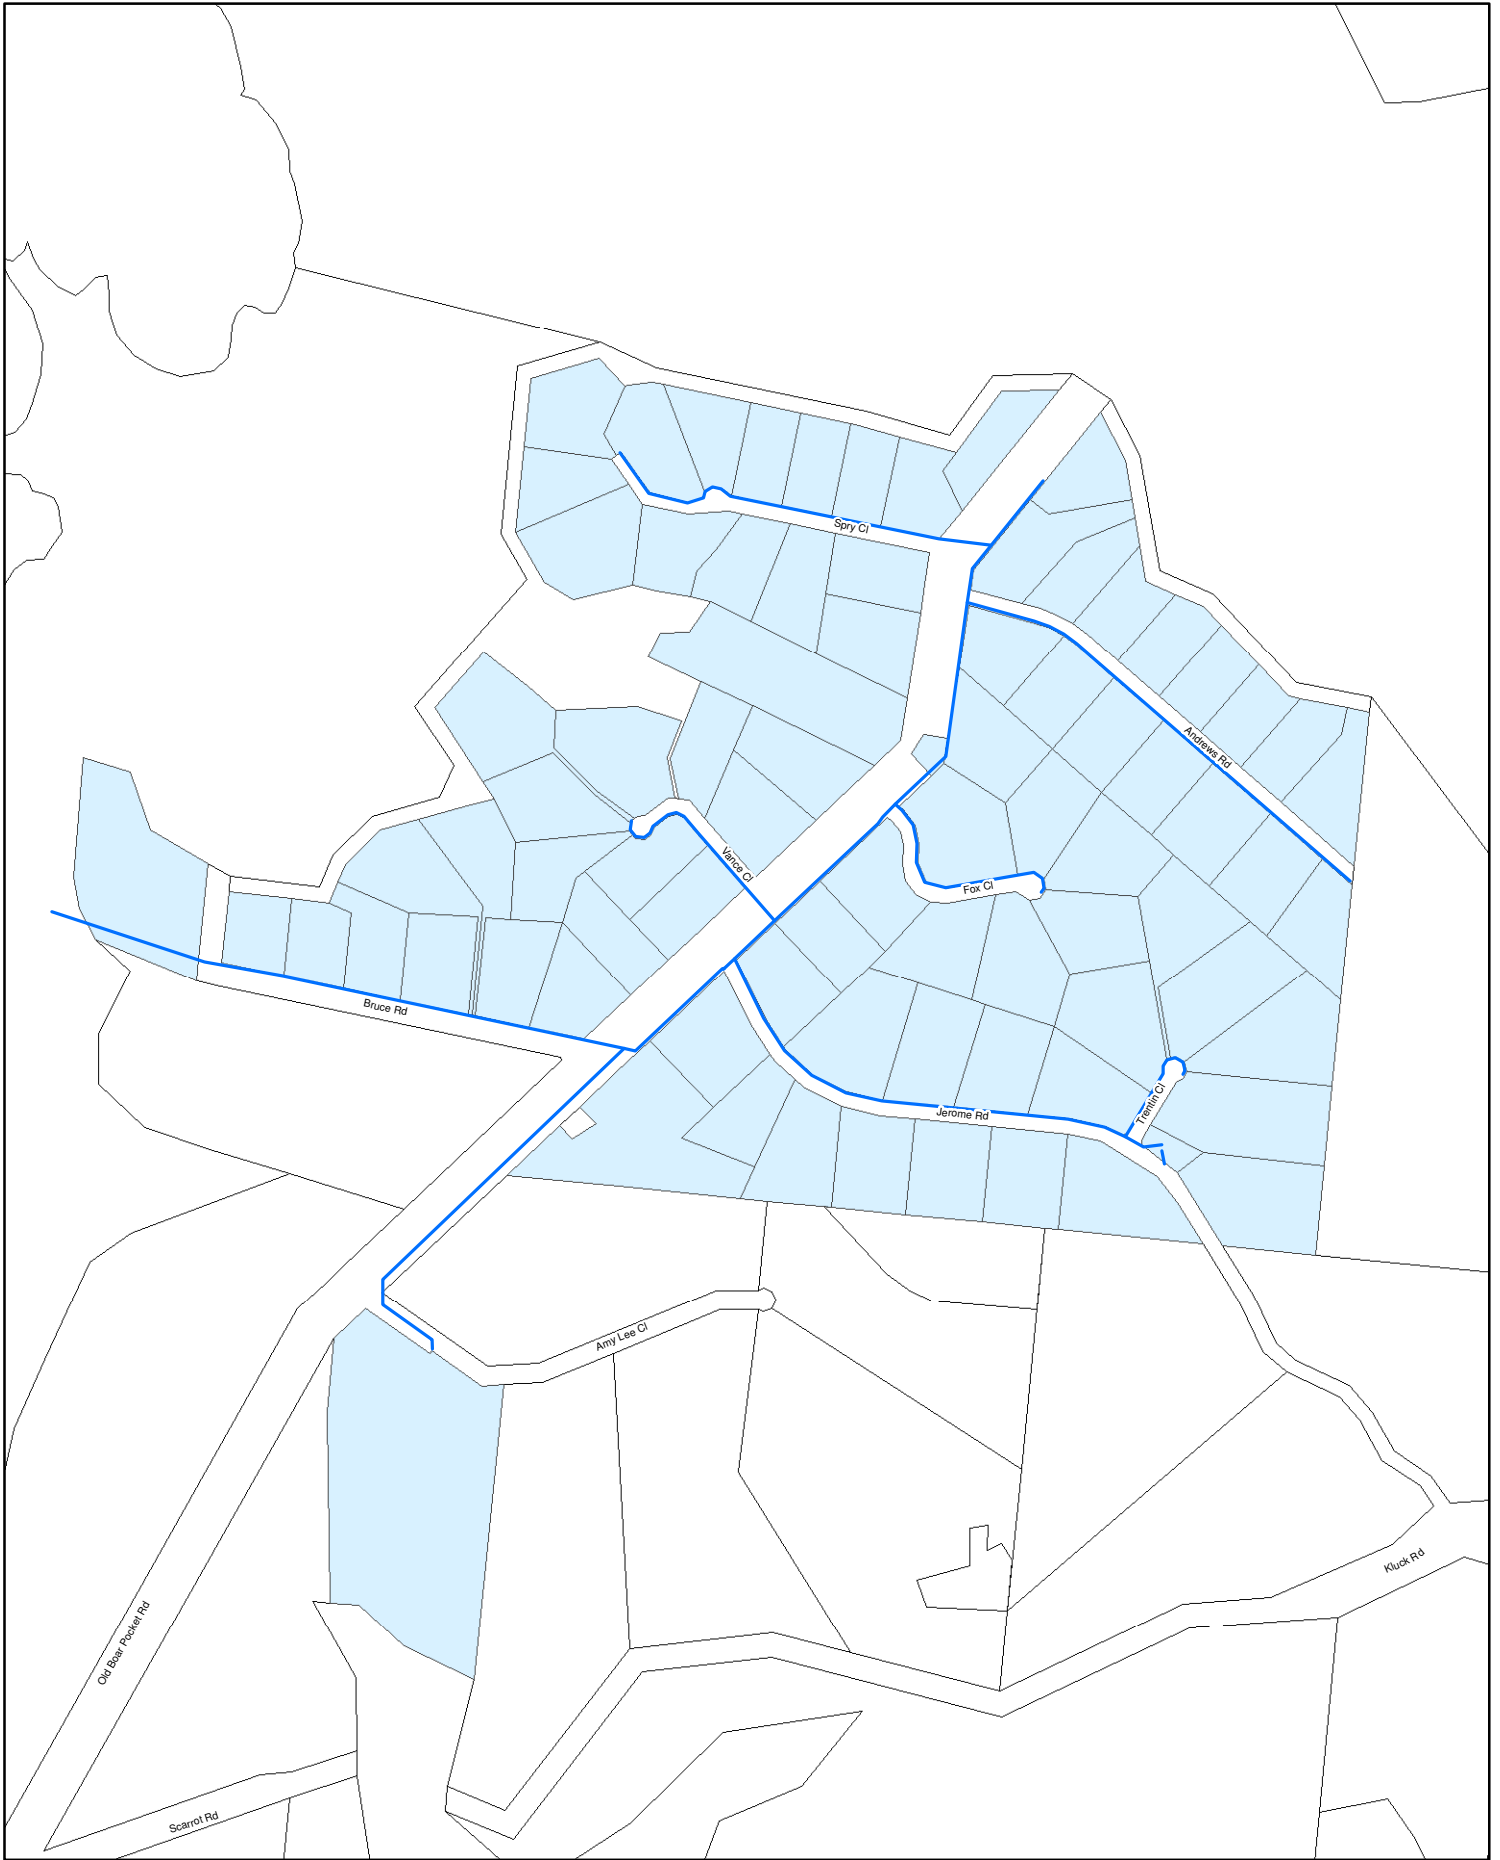 Spry Cl
Andrews Rd
Vance Cl
Fox Cl
Bruce Rd
Trentin Cl
Jerome Rd
Amy Lee Cl
Kluck Rd
Old Boar Pocket Rd
Scarrot Rd